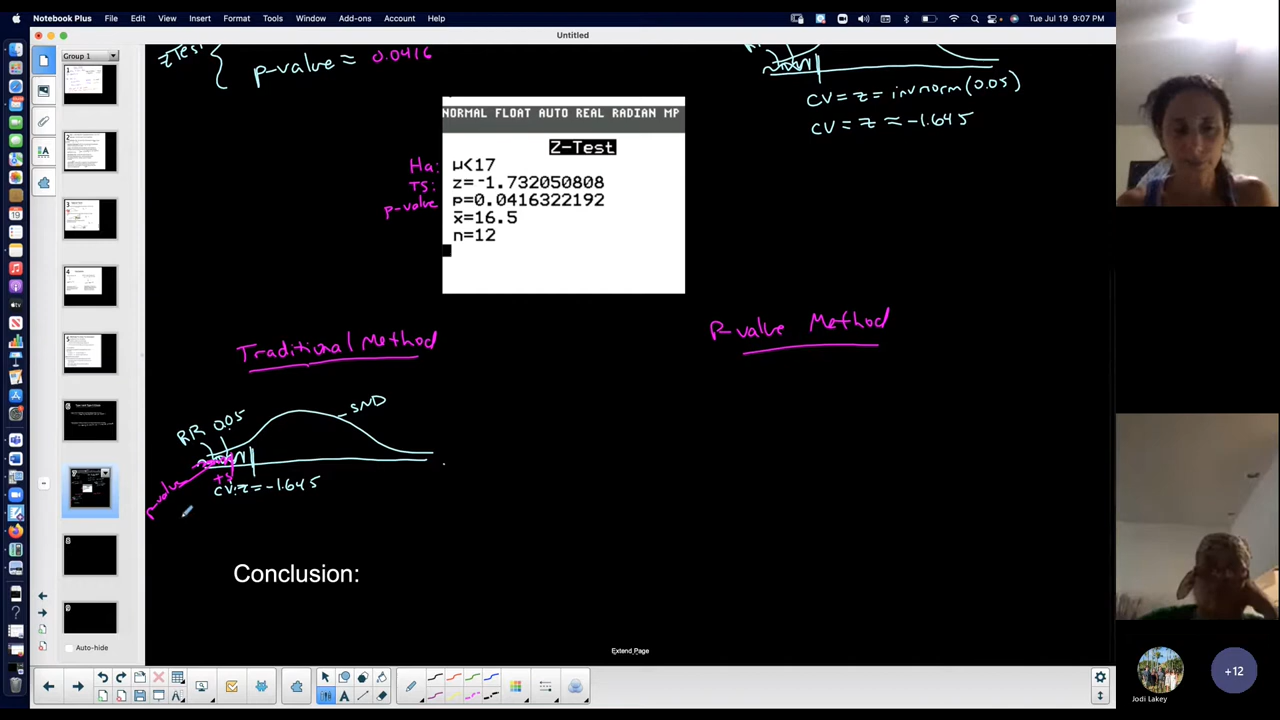 Notebook Plus File Edit View Insert Format Tools Window Add-ons Account Help
Tue Jul 19 9:07 PM
Untitled
Group 1
zTest
p-value = 0.0416
CV = z = invnorm(0.05)
CV = z ≈ -1.645
NORMAL FLOAT AUTO REAL RADIAN MP
Z-Test
Ha: μ<17
TS: z=-1.732050808
p-value p=0.0416322192
x̄=16.5
n=12
Traditional Method
P-value Method
RR 0.05 SND
TS
CV: z = -1.645
p-value
Conclusion:
Extend Page
Auto-hide
Jodi Lakey
+12